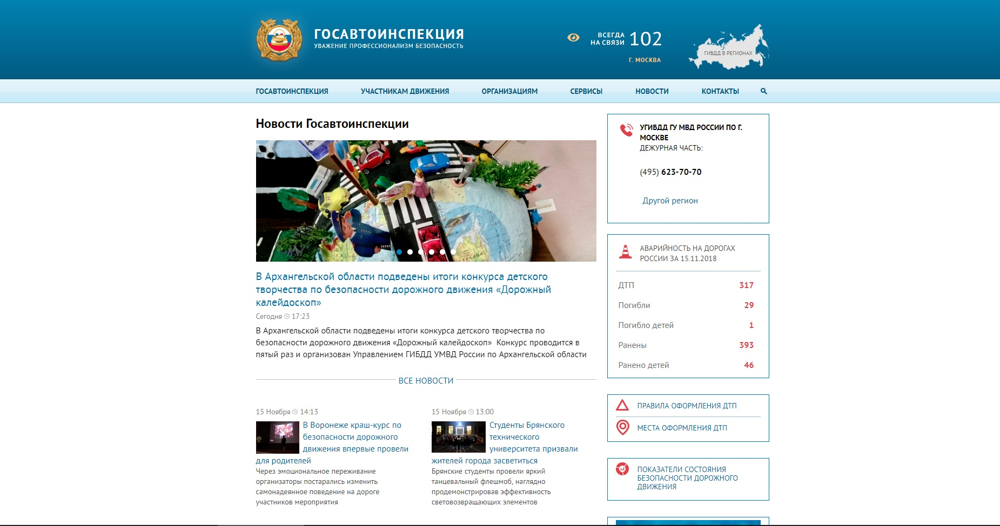 ГОСАВТОИНСПЕКЦИЯ
УВАЖЕНИЕ ПРОФЕССИОНАЛИЗМ БЕЗОПАСНОСТЬ
ВСЕГДА
НА СВЯЗИ 102
Г. МОСКВА
ГИБДД В РЕГИОНАХ
ГОСАВТОИНСПЕКЦИЯ УЧАСТНИКАМ ДВИЖЕНИЯ ОРГАНИЗАЦИЯМ СЕРВИСЫ НОВОСТИ КОНТАКТЫ
Новости Госавтоинспекции
В Архангельской области подведены итоги конкурса детского
творчества по безопасности дорожного движения «Дорожный
калейдоскоп»
Сегодня 17:23
В Архангельской области подведены итоги конкурса детского творчества по
безопасности дорожного движения «Дорожный калейдоскоп»  Конкурс проводится в
пятый раз и организован Управлением ГИБДД УМВД России по Архангельской области
ВСЕ НОВОСТИ
15 Ноября 14:13
В Воронеже краш-курс по
безопасности дорожного
движения впервые провели
для родителей
Через эмоциональное переживание
организаторы постарались изменить
самонадеянное поведение на дороге
участников мероприятия
15 Ноября 13:00
Студенты Брянского
технического
университета призвали
жителей города засветиться
Брянские студенты провели яркий
танцевальный флешмоб, наглядно
продемонстрировав эффективность
световозвращающих элементов
УГИБДД ГУ МВД РОССИИ ПО Г.
МОСКВЕ
ДЕЖУРНАЯ ЧАСТЬ:
(495) 623-70-70
Другой регион
АВАРИЙНОСТЬ НА ДОРОГАХ
РОССИИ ЗА 15.11.2018
ДТП 317
Погибли 29
Погибло детей 1
Ранены 393
Ранено детей 46
ПРАВИЛА ОФОРМЛЕНИЯ ДТП
МЕСТА ОФОРМЛЕНИЯ ДТП
ПОКАЗАТЕЛИ СОСТОЯНИЯ
БЕЗОПАСНОСТИ ДОРОЖНОГО
ДВИЖЕНИЯ